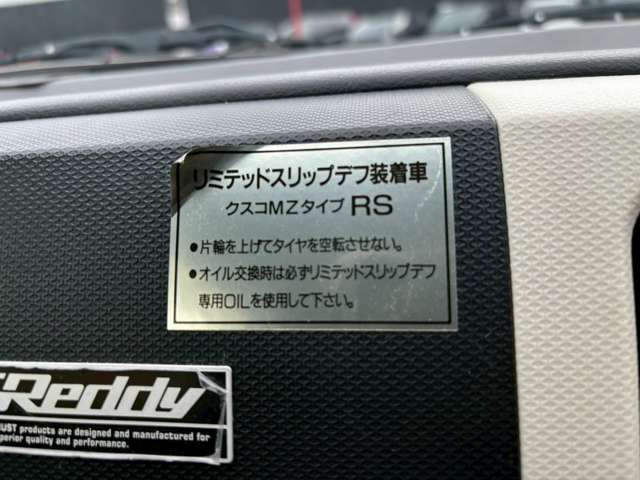 リミテッドスリップデフ装着車
クスコMZタイプ RS
●片輪を上げてタイヤを空転させない。
●オイル交換時は必ずリミテッドスリップデフ
専用OILを使用して下さい。
GReddy
products are designed and manufactured for
quality and performance.